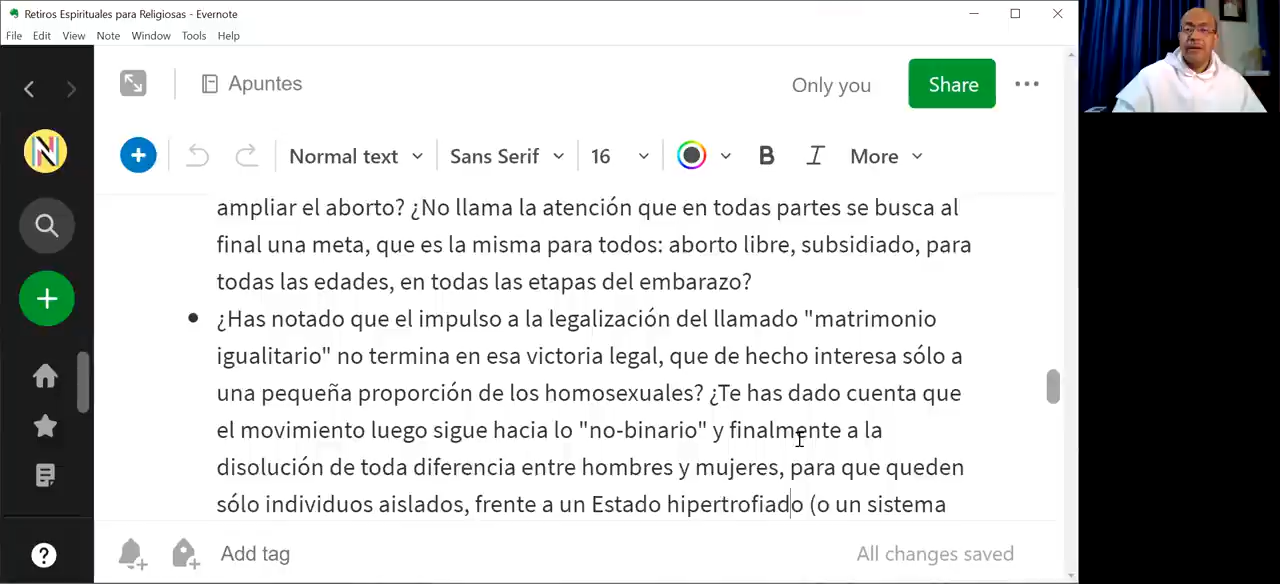 Retiros Espirituales para Religiosas - Evernote
File Edit View Note Window Tools Help
Apuntes
Only you
Share
Normal text
Sans Serif
16
B
I
More
ampliar el aborto? ¿No llama la atención que en todas partes se busca al
final una meta, que es la misma para todos: aborto libre, subsidiado, para
todas las edades, en todas las etapas del embarazo?
• ¿Has notado que el impulso a la legalización del llamado "matrimonio
igualitario" no termina en esa victoria legal, que de hecho interesa sólo a
una pequeña proporción de los homosexuales? ¿Te has dado cuenta que
el movimiento luego sigue hacia lo "no-binario" y finalmente a la
disolución de toda diferencia entre hombres y mujeres, para que queden
sólo individuos aislados, frente a un Estado hipertrofiado (o un sistema
Add tag
All changes saved